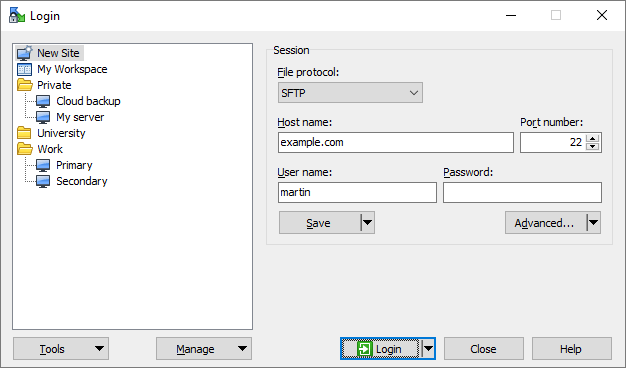 Login
New Site
My Workspace
Private
Cloud backup
My server
University
Work
Primary
Secondary
Session
File protocol:
SFTP
Host name: Port number:
example.com 22
User name: Password:
martin
Save Advanced...
Tools Manage Login Close Help